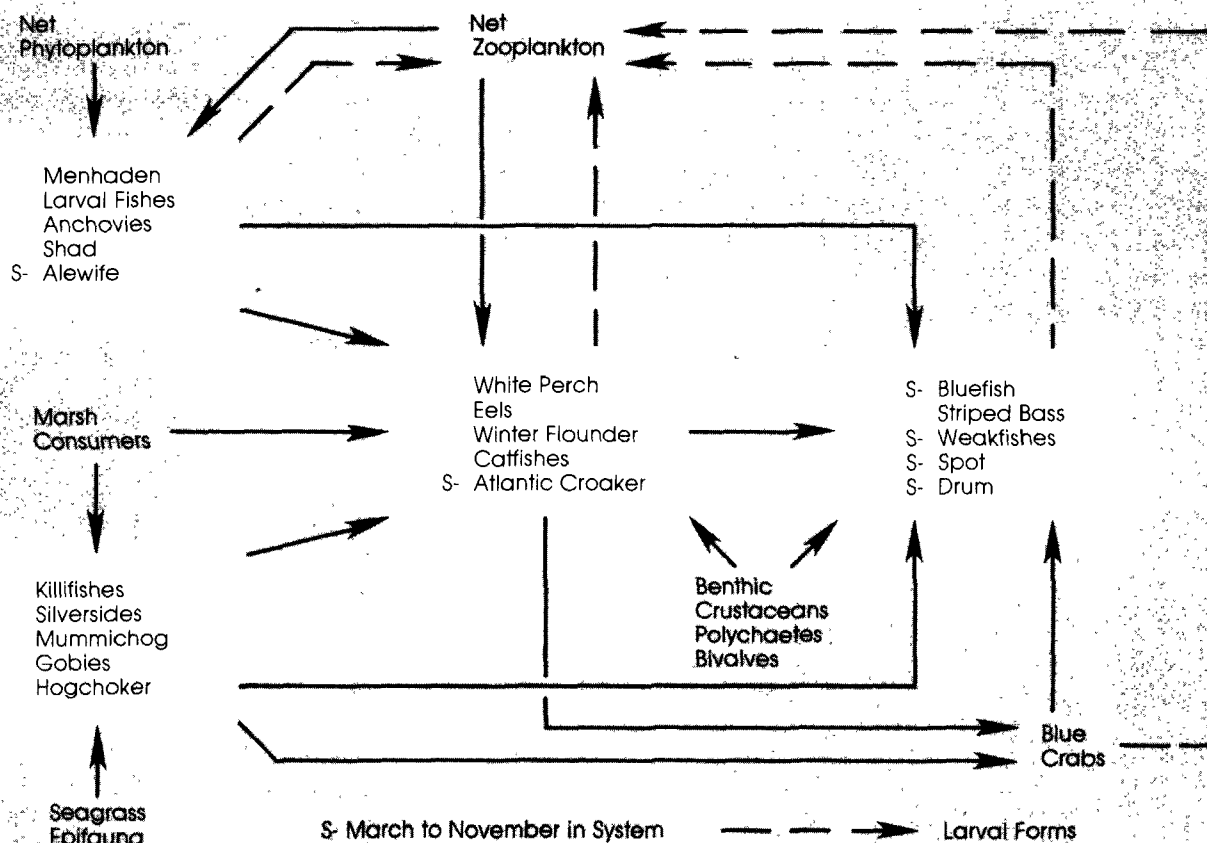 Net
Phytoplankton
Net
Zooplankton
Menhaden
Larval Fishes
Anchovies
Shad
S- Alewife
Marsh
Consumers
White Perch
Eels
Winter Flounder
Catfishes
S- Atlantic Croaker
S- Bluefish
Striped Bass
S- Weakfishes
S- Spot
S- Drum
Killifishes
Silversides
Mummichog
Gobies
Hogchoker
Benthic
Crustaceans
Polychaetes
Bivalves
Blue
Crabs
Seagrass
Epifauna
S- March to November in System
Larval Forms